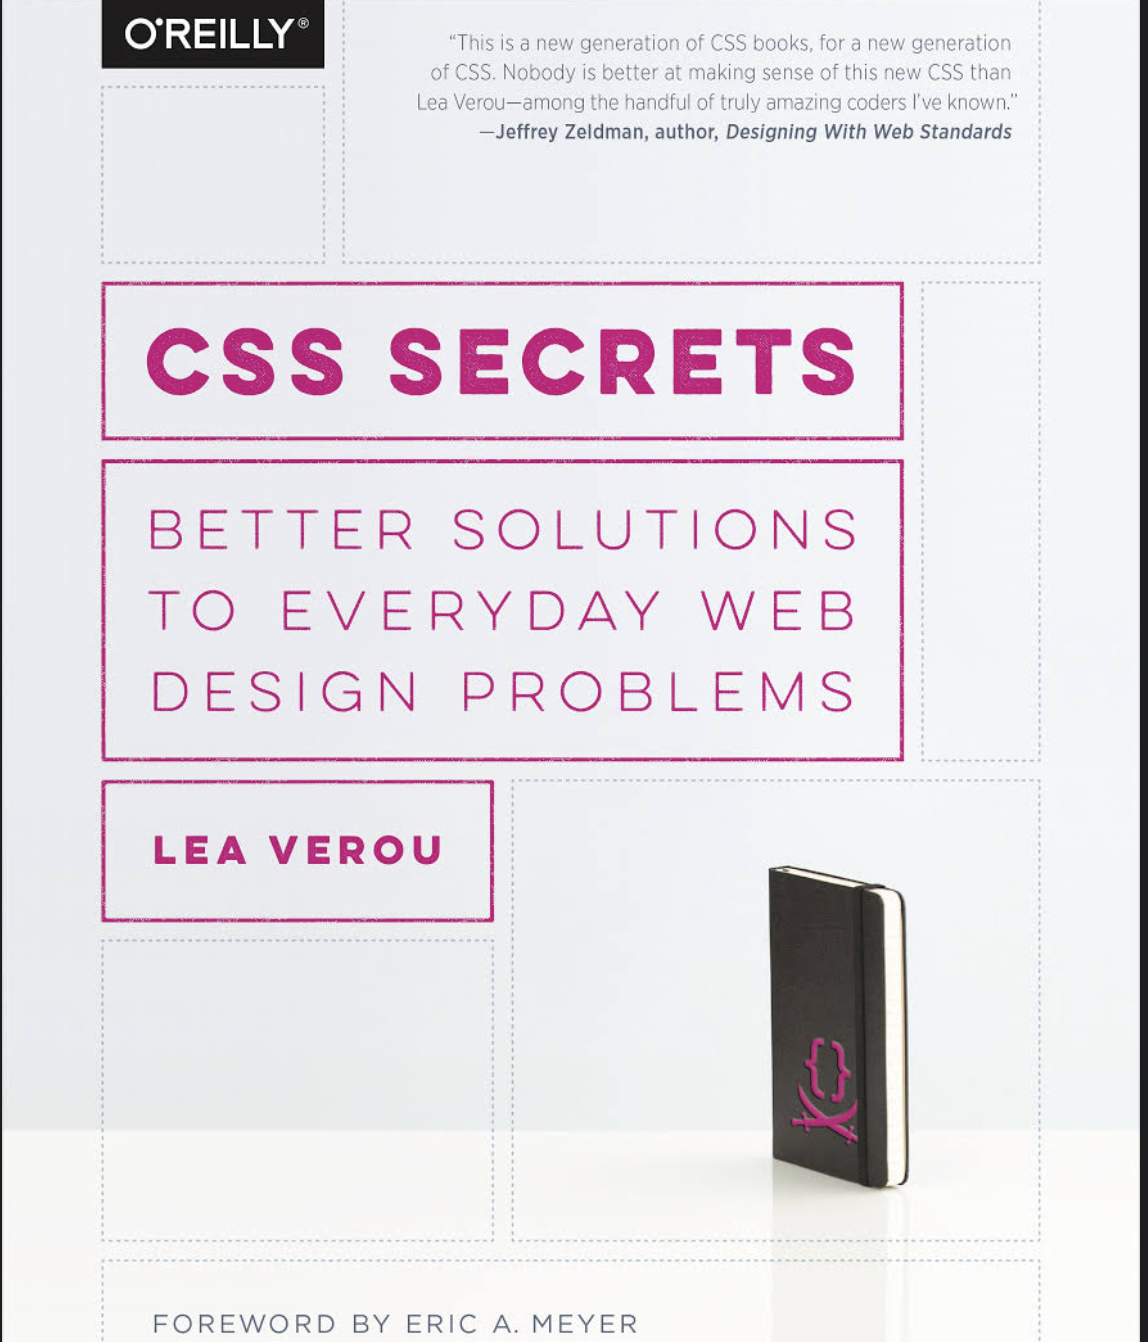 O'REILLY®
“This is a new generation of CSS books, for a new generation
of CSS. Nobody is better at making sense of this new CSS than
Lea Verou—among the handful of truly amazing coders I’ve known.”
—Jeffrey Zeldman, author, Designing With Web Standards
CSS SECRETS
BETTER SOLUTIONS
TO EVERYDAY WEB
DESIGN PROBLEMS
LEA VEROU
{}
FOREWORD BY ERIC A. MEYER